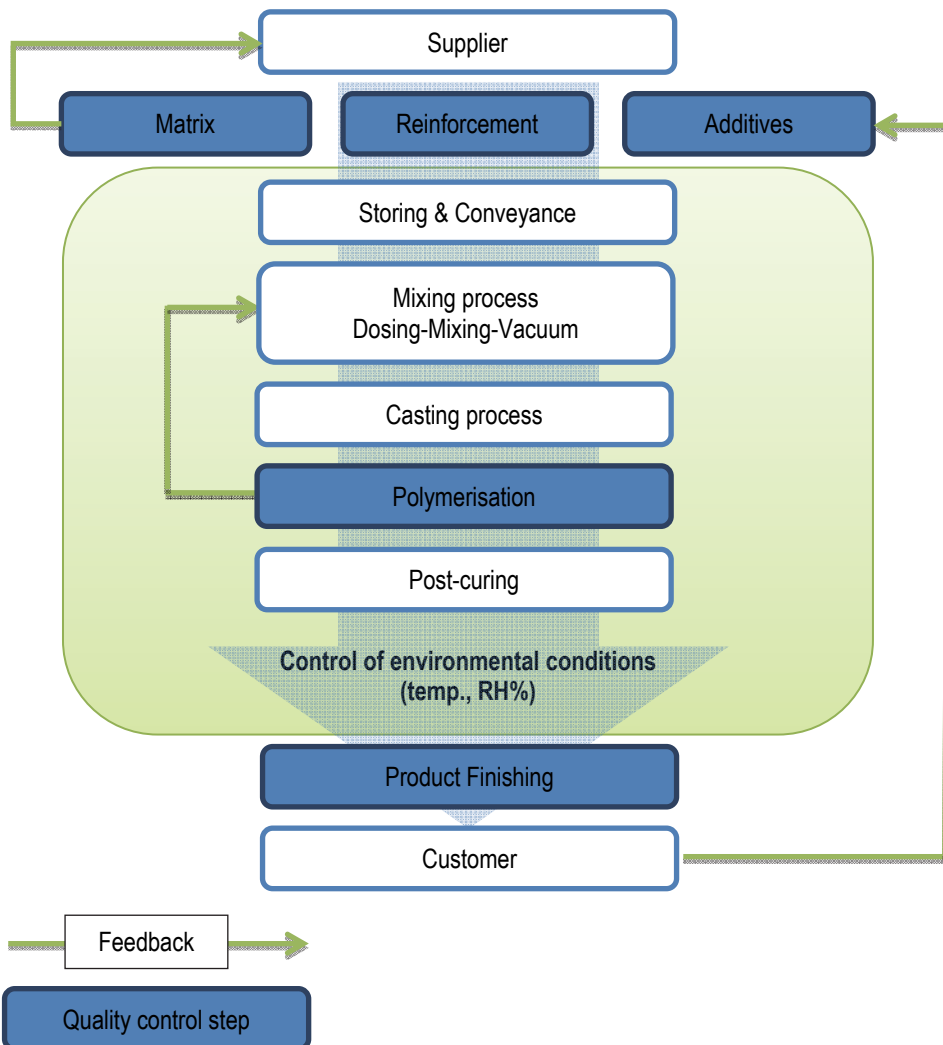 Supplier
Matrix
Reinforcement
Additives
Storing & Conveyance
Mixing process
Dosing-Mixing-Vacuum
Casting process
Polymerisation
Post-curing
Control of environmental conditions
(temp., RH%)
Product Finishing
Customer
Feedback
Quality control step